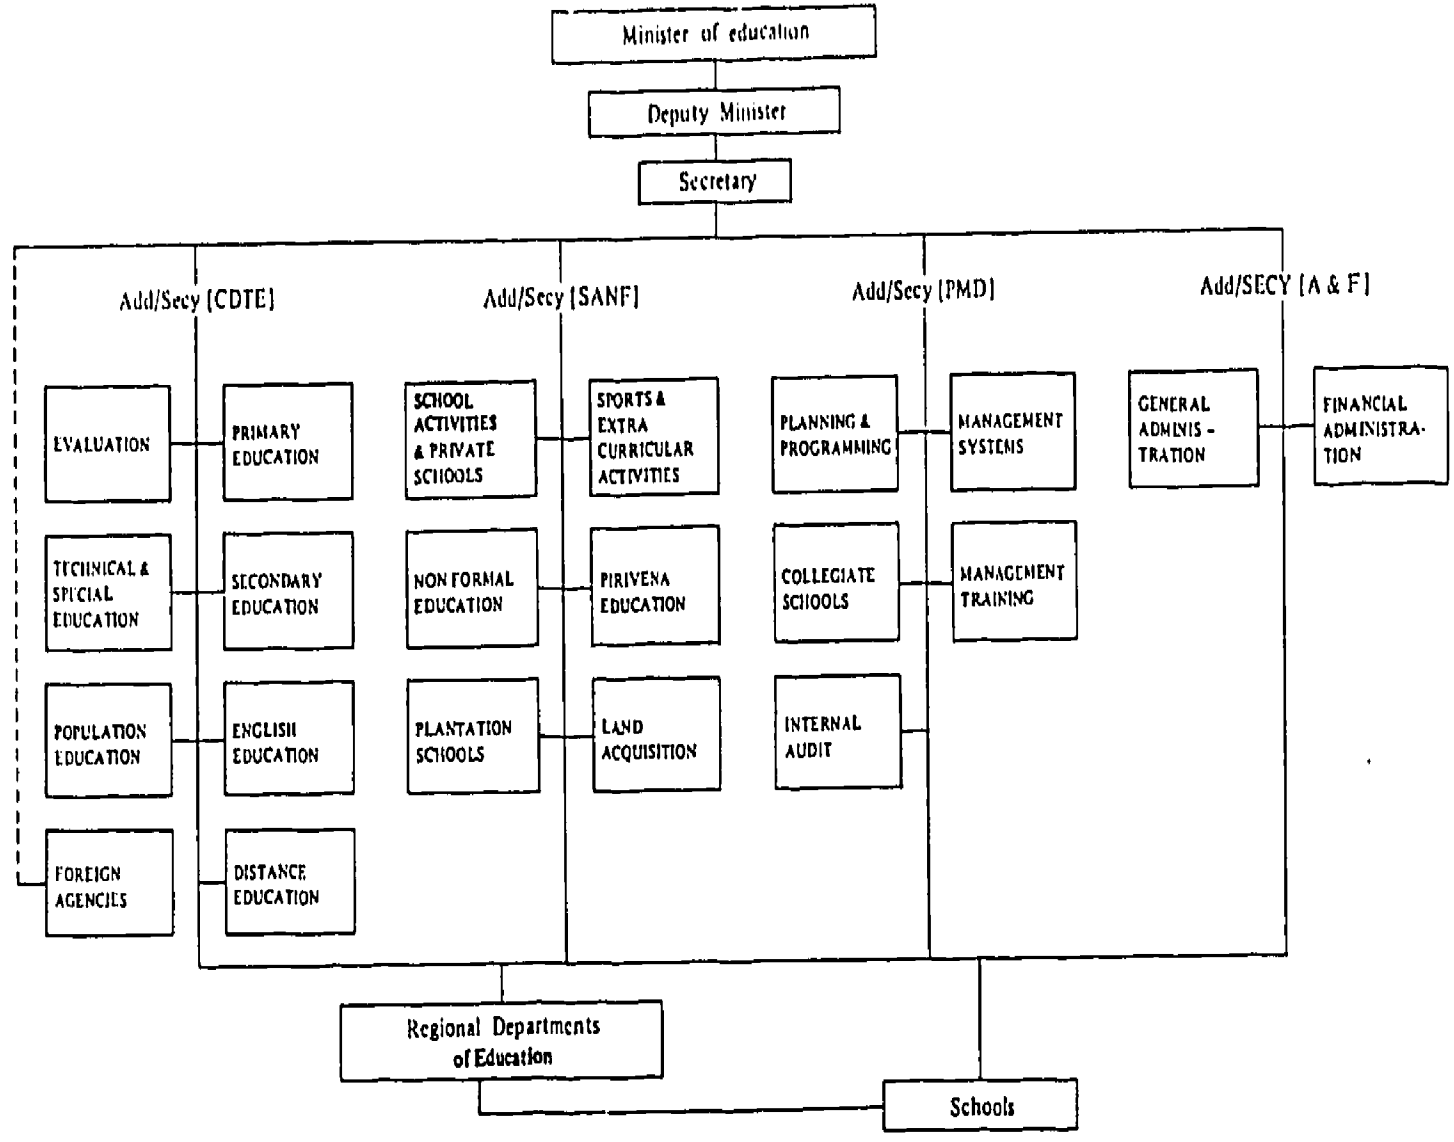 Minister of education
Deputy Minister
Secretary
Add/Secy [CDTE]
Add/Secy [SANF]
Add/Secy [PMD]
Add/SECY [A & F]
EVALUATION
PRIMARY
EDUCATION
SCHOOL
ACTIVITIES
& PRIVATE
SCHOOLS
SPORTS &
EXTRA
CURRICULAR
ACTIVITIES
PLANNING &
PROGRAMMING
MANAGEMENT
SYSTEMS
GENERAL
ADMINIS -
TRATION
FINANCIAL
ADMINISTRA-
TION
TECHNICAL &
SPECIAL
EDUCATION
SECONDARY
EDUCATION
NON FORMAL
EDUCATION
PIRIVENA
EDUCATION
COLLEGIATE
SCHOOLS
MANAGEMENT
TRAINING
POPULATION
EDUCATION
ENGLISH
EDUCATION
PLANTATION
SCHOOLS
LAND
ACQUISITION
INTERNAL
AUDIT
FOREIGN
AGENCIES
DISTANCE
EDUCATION
Regional Departments
of Education
Schools